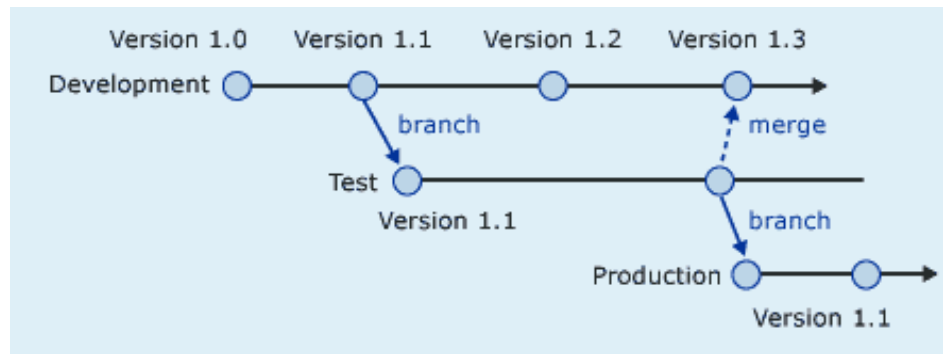 Version 1.0 Version 1.1 Version 1.2 Version 1.3
Development
branch
merge
Test
Version 1.1
branch
Production
Version 1.1